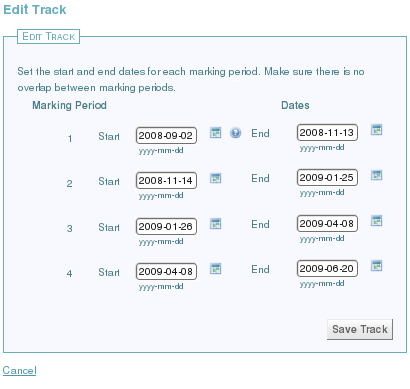 Edit Track
EDIT TRACK
Set the start and end dates for each marking period. Make sure there is no
overlap between marking periods.
Marking Period Dates
1 Start 2008-09-02 End 2008-11-13
yyyy-mm-dd yyyy-mm-dd
2 Start 2008-11-14 End 2009-01-25
yyyy-mm-dd yyyy-mm-dd
3 Start 2009-01-26 End 2009-04-08
yyyy-mm-dd yyyy-mm-dd
4 Start 2009-04-08 End 2009-06-20
yyyy-mm-dd yyyy-mm-dd
Save Track
Cancel